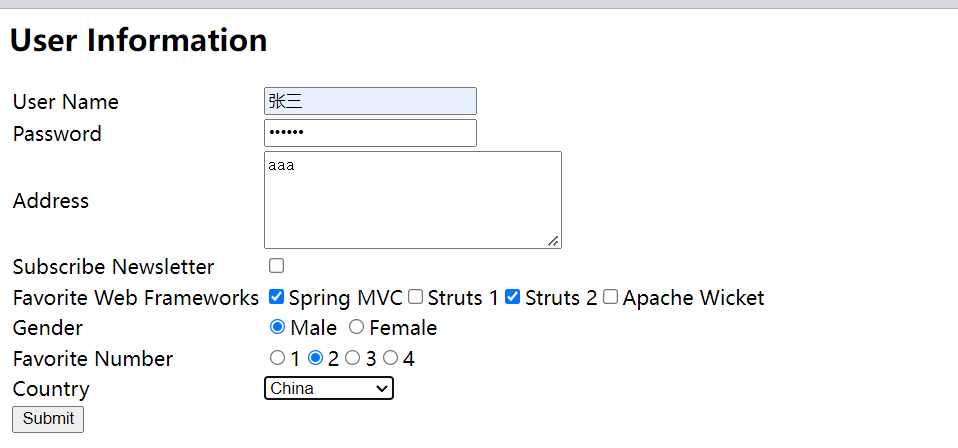 User Information
User Name 张三
Password ••••••
Address aaa
Subscribe Newsletter
Favorite Web Frameworks Spring MVC Struts 1 Struts 2 Apache Wicket
Gender Male Female
Favorite Number 1 2 3 4
Country China
Submit